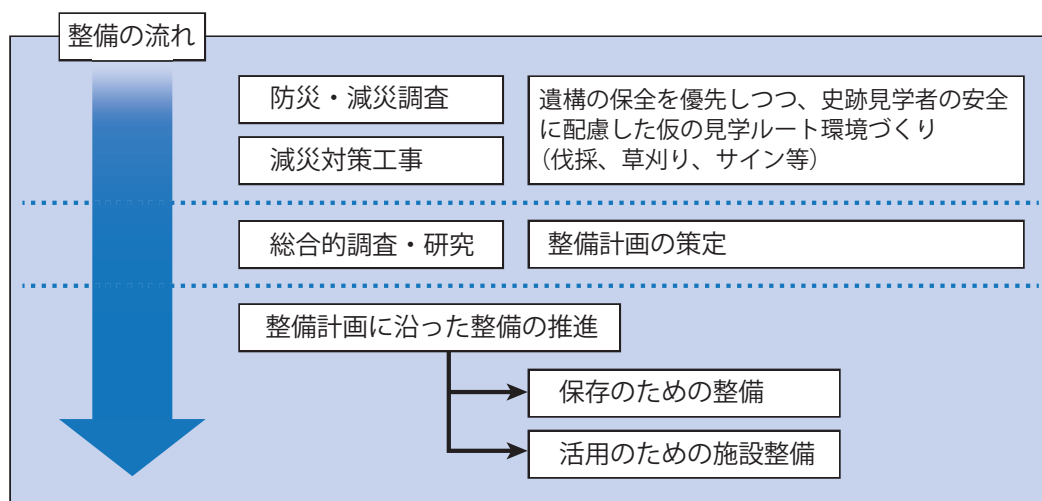 整備の流れ
防災・減災調査
減災対策工事
遺構の保全を優先しつつ、史跡見学者の安全
に配慮した仮の見学ルート環境づくり
（伐採、草刈り、サイン等）
総合的調査・研究
整備計画の策定
整備計画に沿った整備の推進
保存のための整備
活用のための施設整備